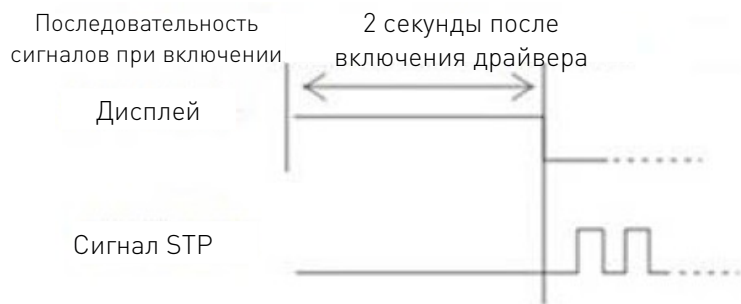 Последовательность
сигналов при включении
2 секунды после
включения драйвера
Дисплей
Сигнал STP